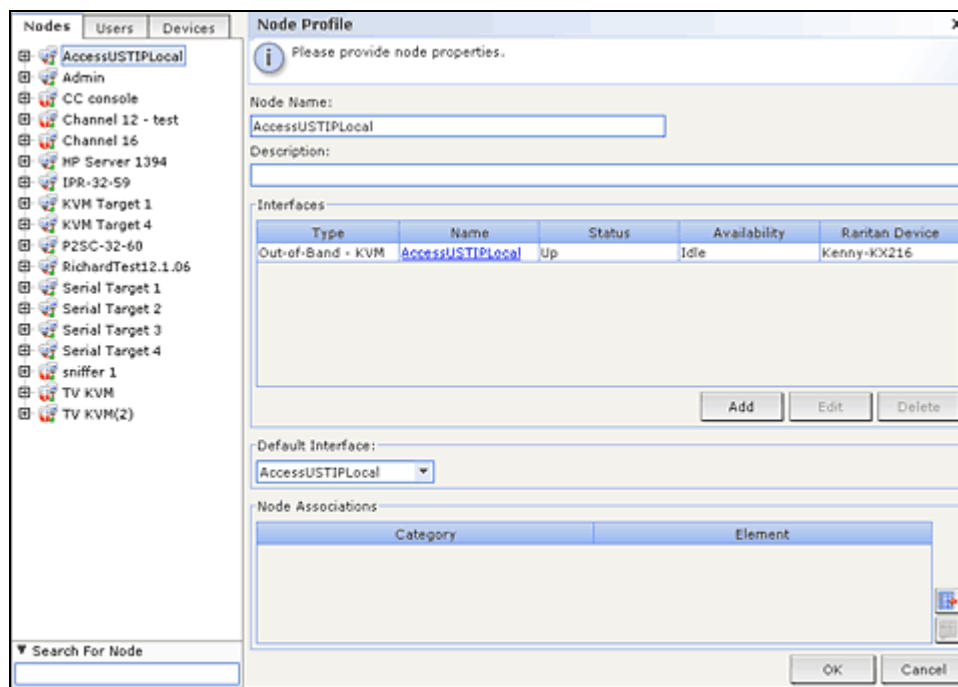 Nodes Users Devices
AccessUSTIPLocal
Admin
CC console
Channel 12 - test
Channel 16
HP Server 1394
IPR-32-59
KVM Target 1
KVM Target 4
P2SC-32-60
RichardTest12.1.06
Serial Target 1
Serial Target 2
Serial Target 3
Serial Target 4
sniffer 1
TV KVM
TV KVM(2)
Search For Node
Node Profile
Please provide node properties.
Node Name:
AccessUSTIPLocal
Description:
Interfaces
Type Name Status Availability Raritan Device
Out-of-Band - KVM AccessUSTIPLocal Up Idle Kenny-KX216
Add Edit Delete
Default Interface:
AccessUSTIPLocal
Node Associations
Category Element
OK Cancel